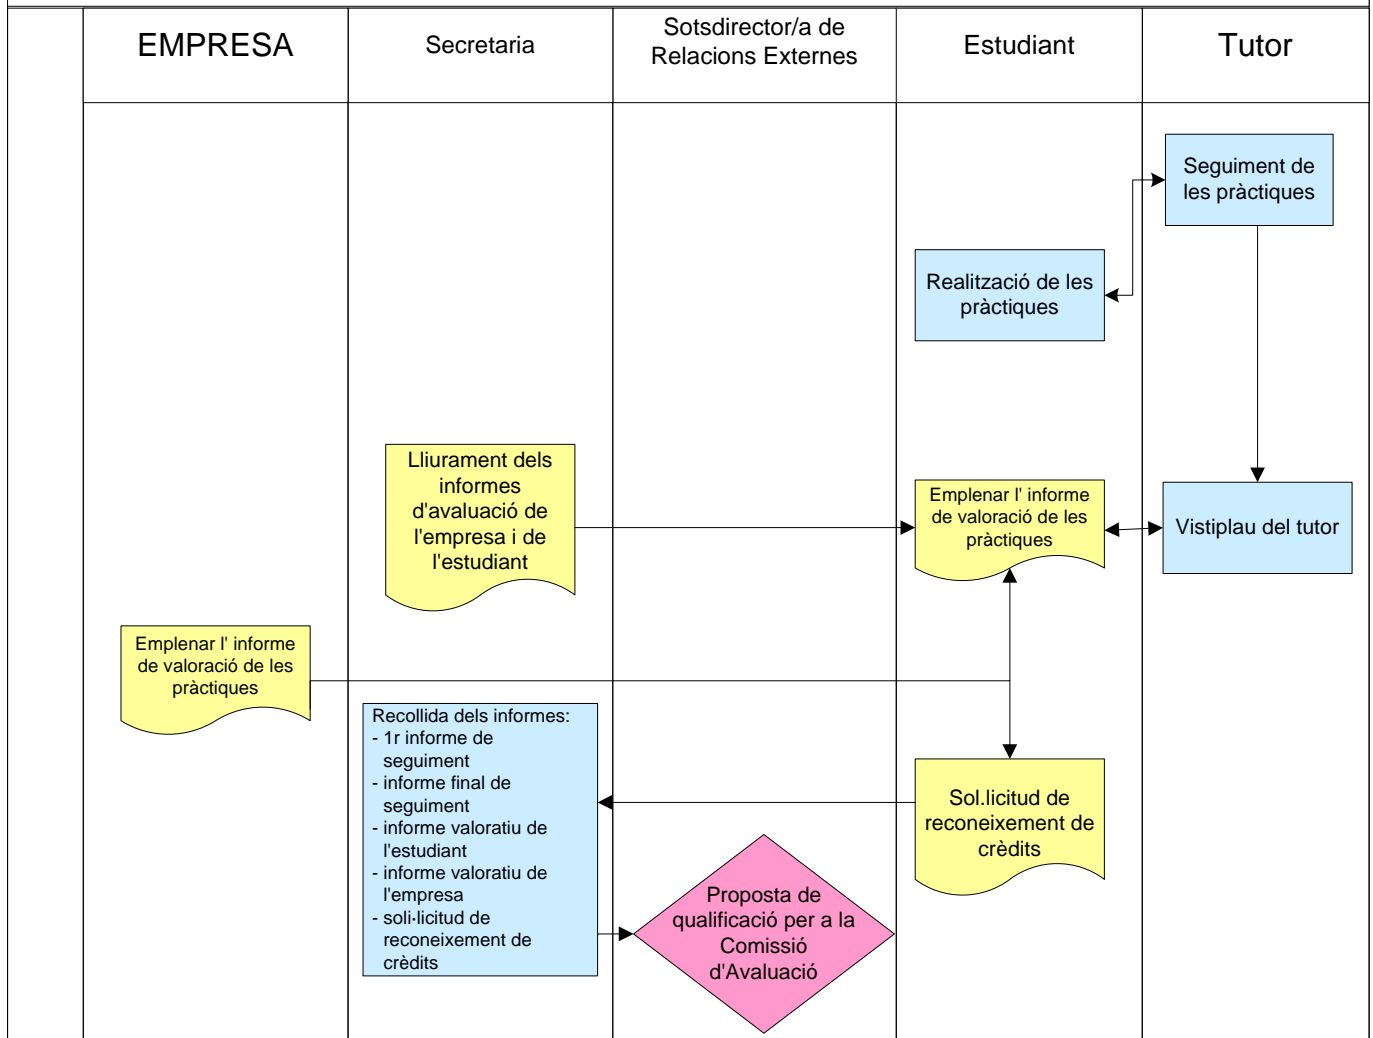 EMPRESA
Secretaria
Sotsdirector/a de
Relacions Externes
Estudiant
Tutor
Seguiment de
les pràctiques
Realització de les
pràctiques
Lliurament dels
informes
d'avaluació de
l'empresa i de
l'estudiant
Emplenar l' informe
de valoració de les
pràctiques
Vistiplau del tutor
Emplenar l' informe
de valoració de les
pràctiques
Recollida dels informes:
- 1r informe de
seguiment
- informe final de
seguiment
- informe valoratiu de
l'estudiant
- informe valoratiu de
l'empresa
- soli·licitud de
reconeixement de
crèdits
Sol.licitud de
reconeixement de
crèdits
Proposta de
qualificació per a la
Comissió
d'Avaluació